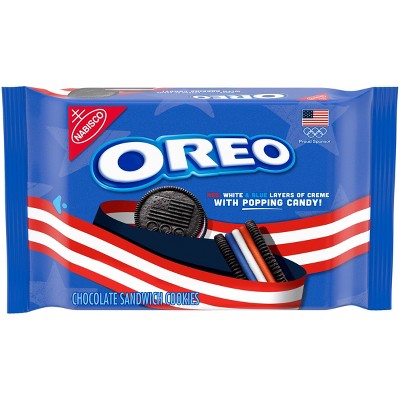 NABISCO
OREO
Proud Sponsor
RED, WHITE & BLUE LAYERS OF CREME
WITH POPPING CANDY!
CHOCOLATE SANDWICH COOKIES